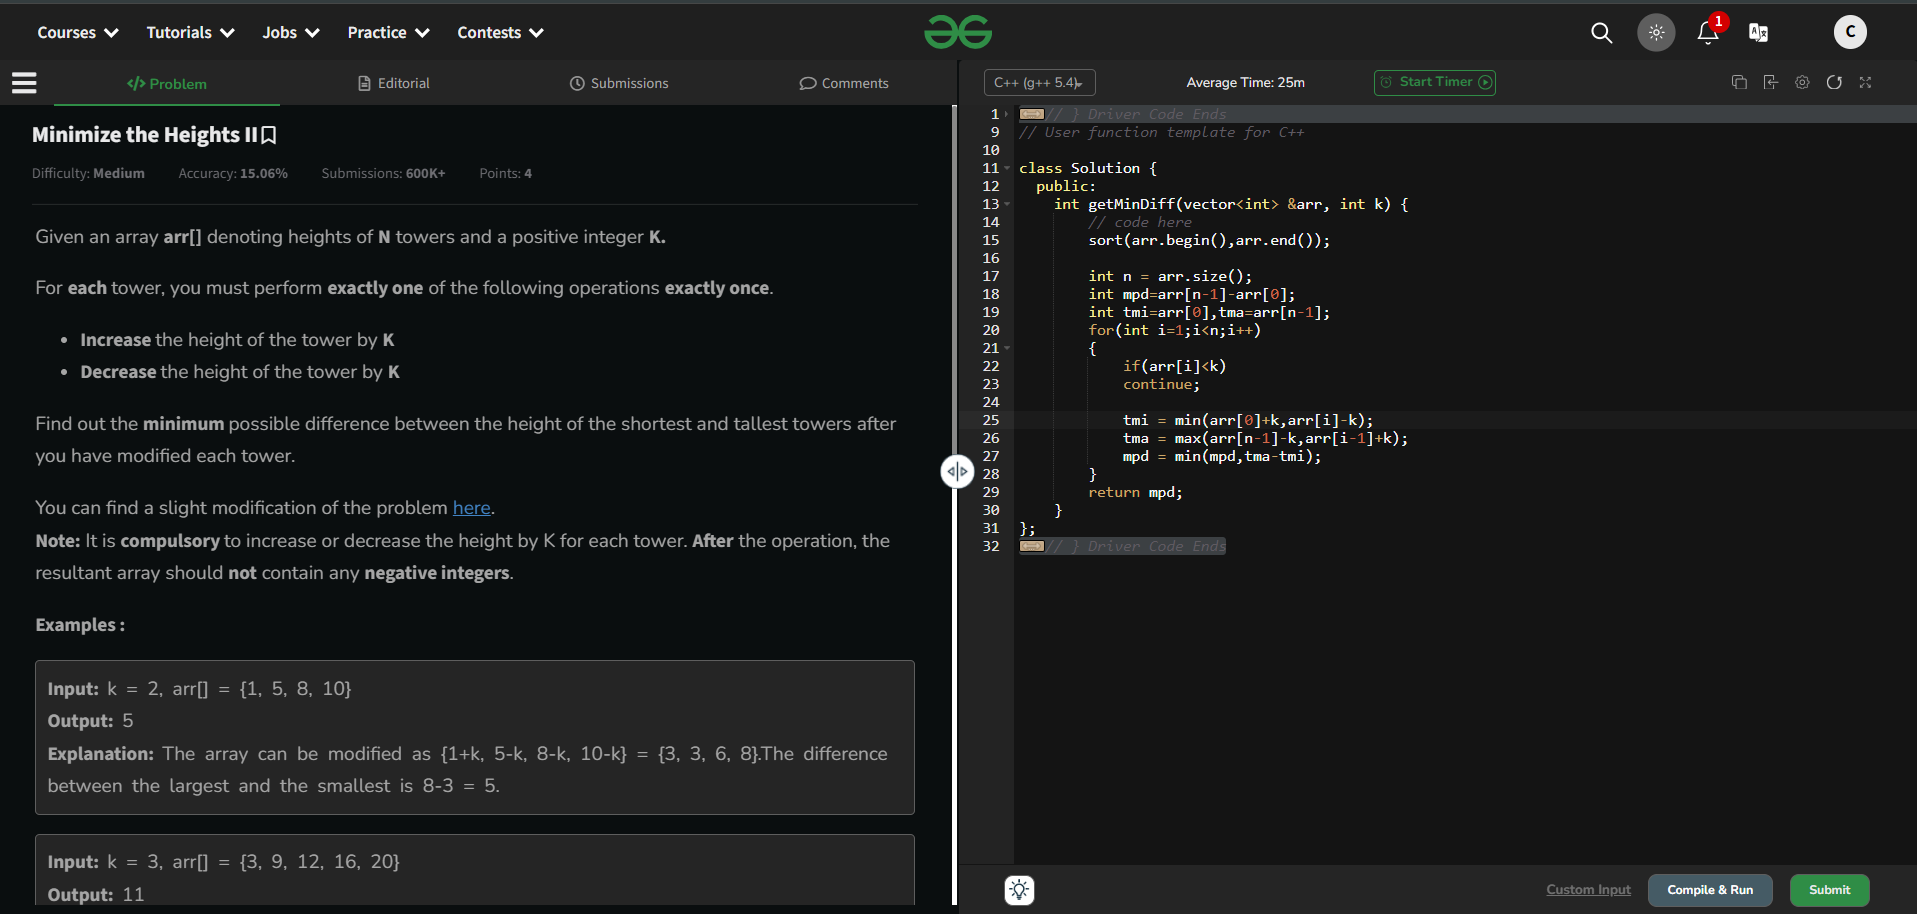 Courses Tutorials Jobs Practice Contests
1
C
Problem Editorial Submissions Comments
C++ (g++ 5.4) Average Time: 25m Start Timer
Minimize the Heights II
Difficulty: Medium Accuracy: 15.06% Submissions: 600K+ Points: 4
Given an array arr[] denoting heights of N towers and a positive integer K.
For each tower, you must perform exactly one of the following operations exactly once.
• Increase the height of the tower by K
• Decrease the height of the tower by K
Find out the minimum possible difference between the height of the shortest and tallest towers after
you have modified each tower.
You can find a slight modification of the problem here.
Note: It is compulsory to increase or decrease the height by K for each tower. After the operation, the
resultant array should not contain any negative integers.
Examples :
Input: k = 2, arr[] = {1, 5, 8, 10}
Output: 5
Explanation: The array can be modified as {1+k, 5-k, 8-k, 10-k} = {3, 3, 6, 8}.The difference
between the largest and the smallest is 8-3 = 5.
Input: k = 3, arr[] = {3, 9, 12, 16, 20}
Output: 11
1 // } Driver Code Ends
9 // User function template for C++
10
11 class Solution {
12 public:
13 int getMinDiff(vector<int> &arr, int k) {
14 // code here
15 sort(arr.begin(),arr.end());
16
17 int n = arr.size();
18 int mpd=arr[n-1]-arr[0];
19 int tmi=arr[0],tma=arr[n-1];
20 for(int i=1;i<n;i++)
21 {
22 if(arr[i]<k)
23 continue;
24
25 tmi = min(arr[0]+k,arr[i]-k);
26 tma = max(arr[n-1]-k,arr[i-1]+k);
27 mpd = min(mpd,tma-tmi);
28 }
29 return mpd;
30 }
31 };
32 // } Driver Code Ends
Custom Input Compile & Run Submit